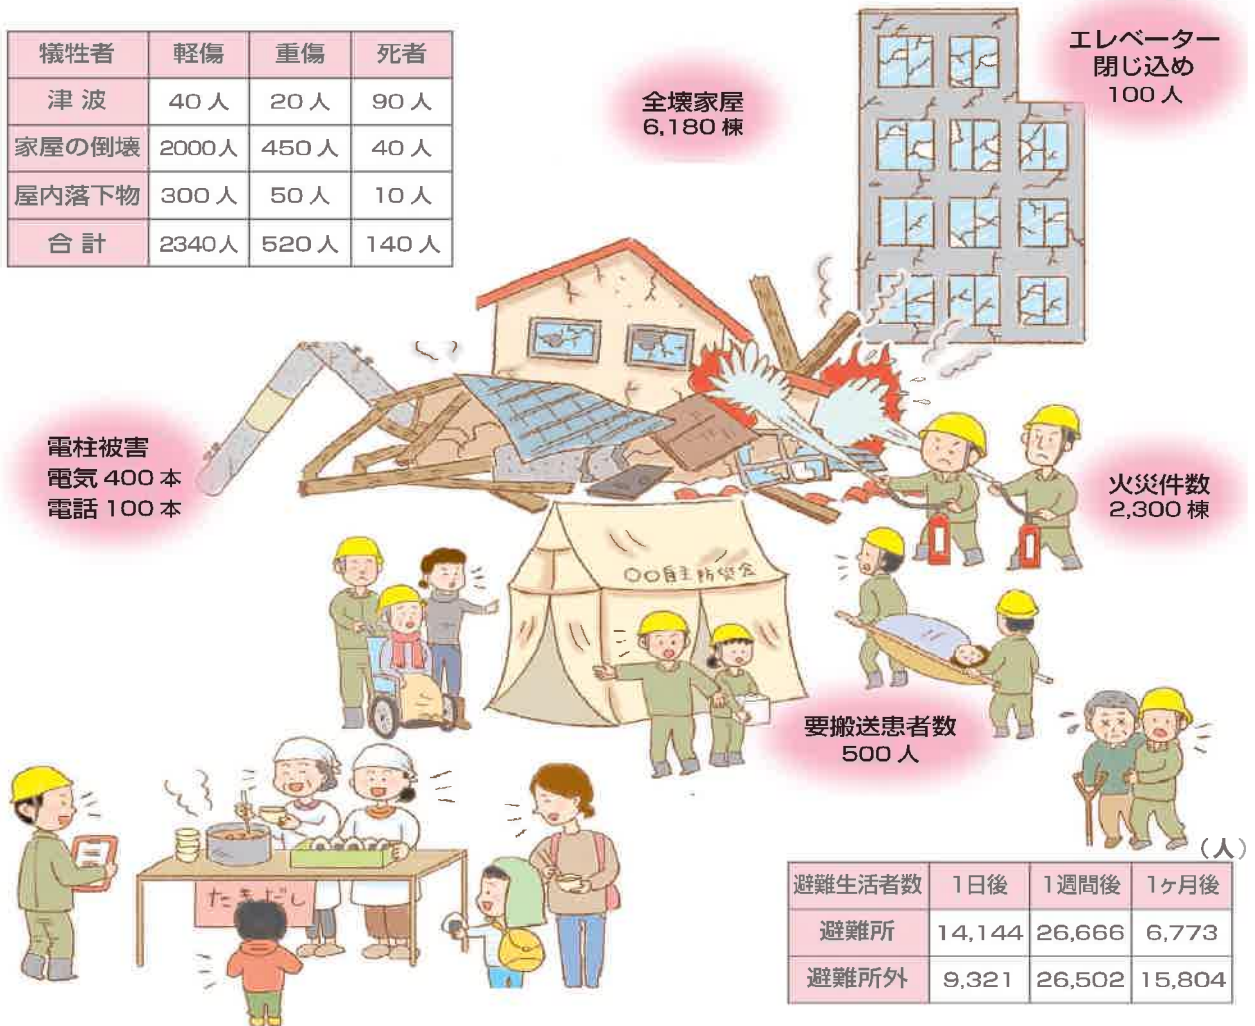 犠牲者 軽傷 重傷 死者
津波 40人 20人 90人
家屋の倒壊 2000人 450人 40人
屋内落下物 300人 50人 10人
合計 2340人 520人 140人
全壊家屋
6,180棟
エレベーター
閉じ込め
100人
電柱被害
電気400本
電話100本
火災件数
2,300棟
〇〇自主防災会
要搬送患者数
500人
たきだし
(人)
避難生活者数 1日後 1週間後 1ヶ月後
避難所 14,144 26,666 6,773
避難所外 9,321 26,502 15,804